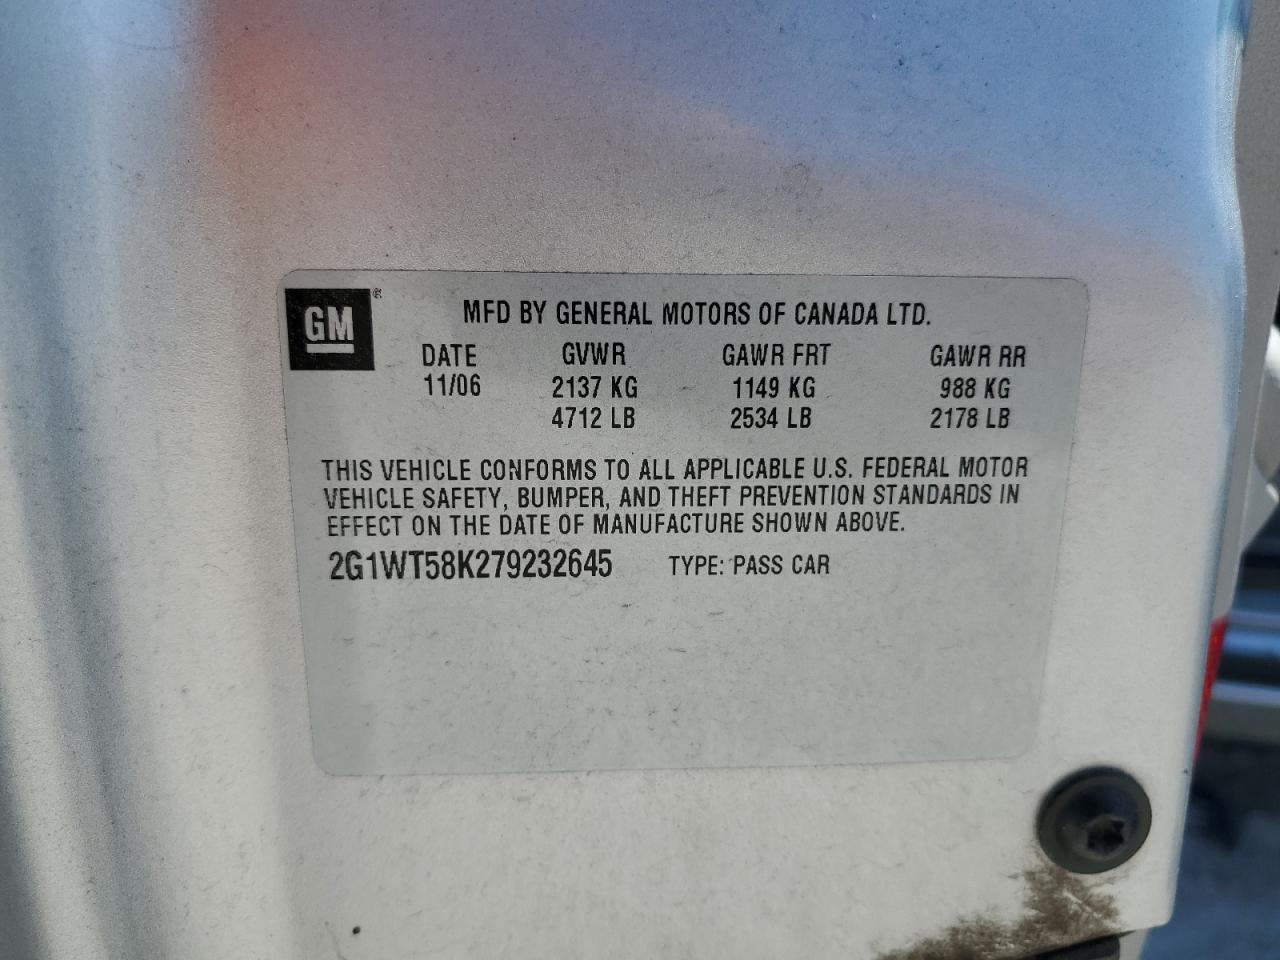 GM®
MFD BY GENERAL MOTORS OF CANADA LTD.
DATE GVWR GAWR FRT GAWR RR
11/06 2137 KG 1149 KG 988 KG
4712 LB 2534 LB 2178 LB
THIS VEHICLE CONFORMS TO ALL APPLICABLE U.S. FEDERAL MOTOR
VEHICLE SAFETY, BUMPER, AND THEFT PREVENTION STANDARDS IN
EFFECT ON THE DATE OF MANUFACTURE SHOWN ABOVE.
2G1WT58K279232645 TYPE: PASS CAR